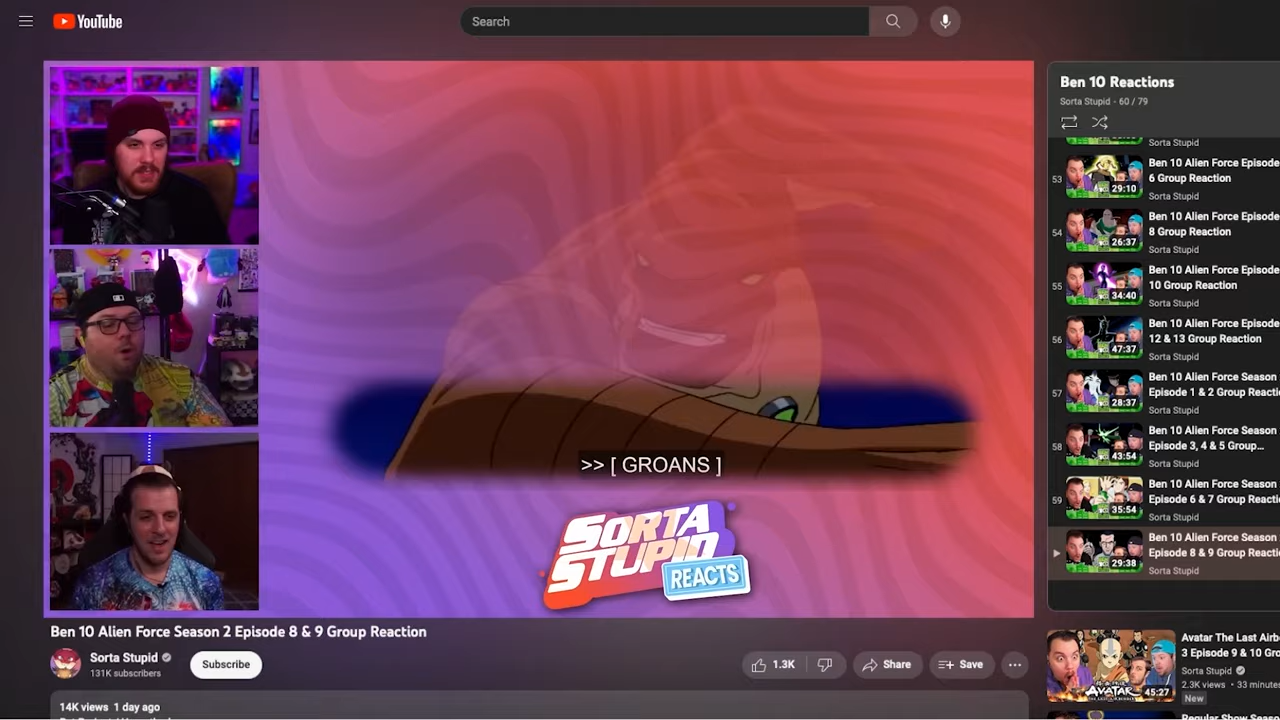 YouTube
Search
Ben 10 Reactions
Sorta Stupid - 60 / 79
Sorta Stupid
53
29:10
Ben 10 Alien Force Episode
6 Group Reaction
Sorta Stupid
54
26:37
Ben 10 Alien Force Episode
8 Group Reaction
Sorta Stupid
55
34:40
Ben 10 Alien Force Episode
10 Group Reaction
Sorta Stupid
56
47:37
Ben 10 Alien Force Episode
12 & 13 Group Reaction
Sorta Stupid
57
28:37
Ben 10 Alien Force Season
Episode 1 & 2 Group Reaction
Sorta Stupid
58
43:54
Ben 10 Alien Force Season
Episode 3, 4 & 5 Group...
Sorta Stupid
59
35:54
Ben 10 Alien Force Season
Episode 6 & 7 Group Reaction
Sorta Stupid
29:38
Ben 10 Alien Force Season
Episode 8 & 9 Group Reacti
Sorta Stupid
>> [ GROANS ]
SORTA
STUPID
REACTS
Ben 10 Alien Force Season 2 Episode 8 & 9 Group Reaction
Sorta Stupid
131K subscribers
Subscribe
1.3K
Share
Save
14K views 1 day ago
AVATAR
45:27
Avatar The Last Airb
3 Episode 9 & 10 Gro
Sorta Stupid
2.3K views • 33 minutes
New
Regular Show Seas